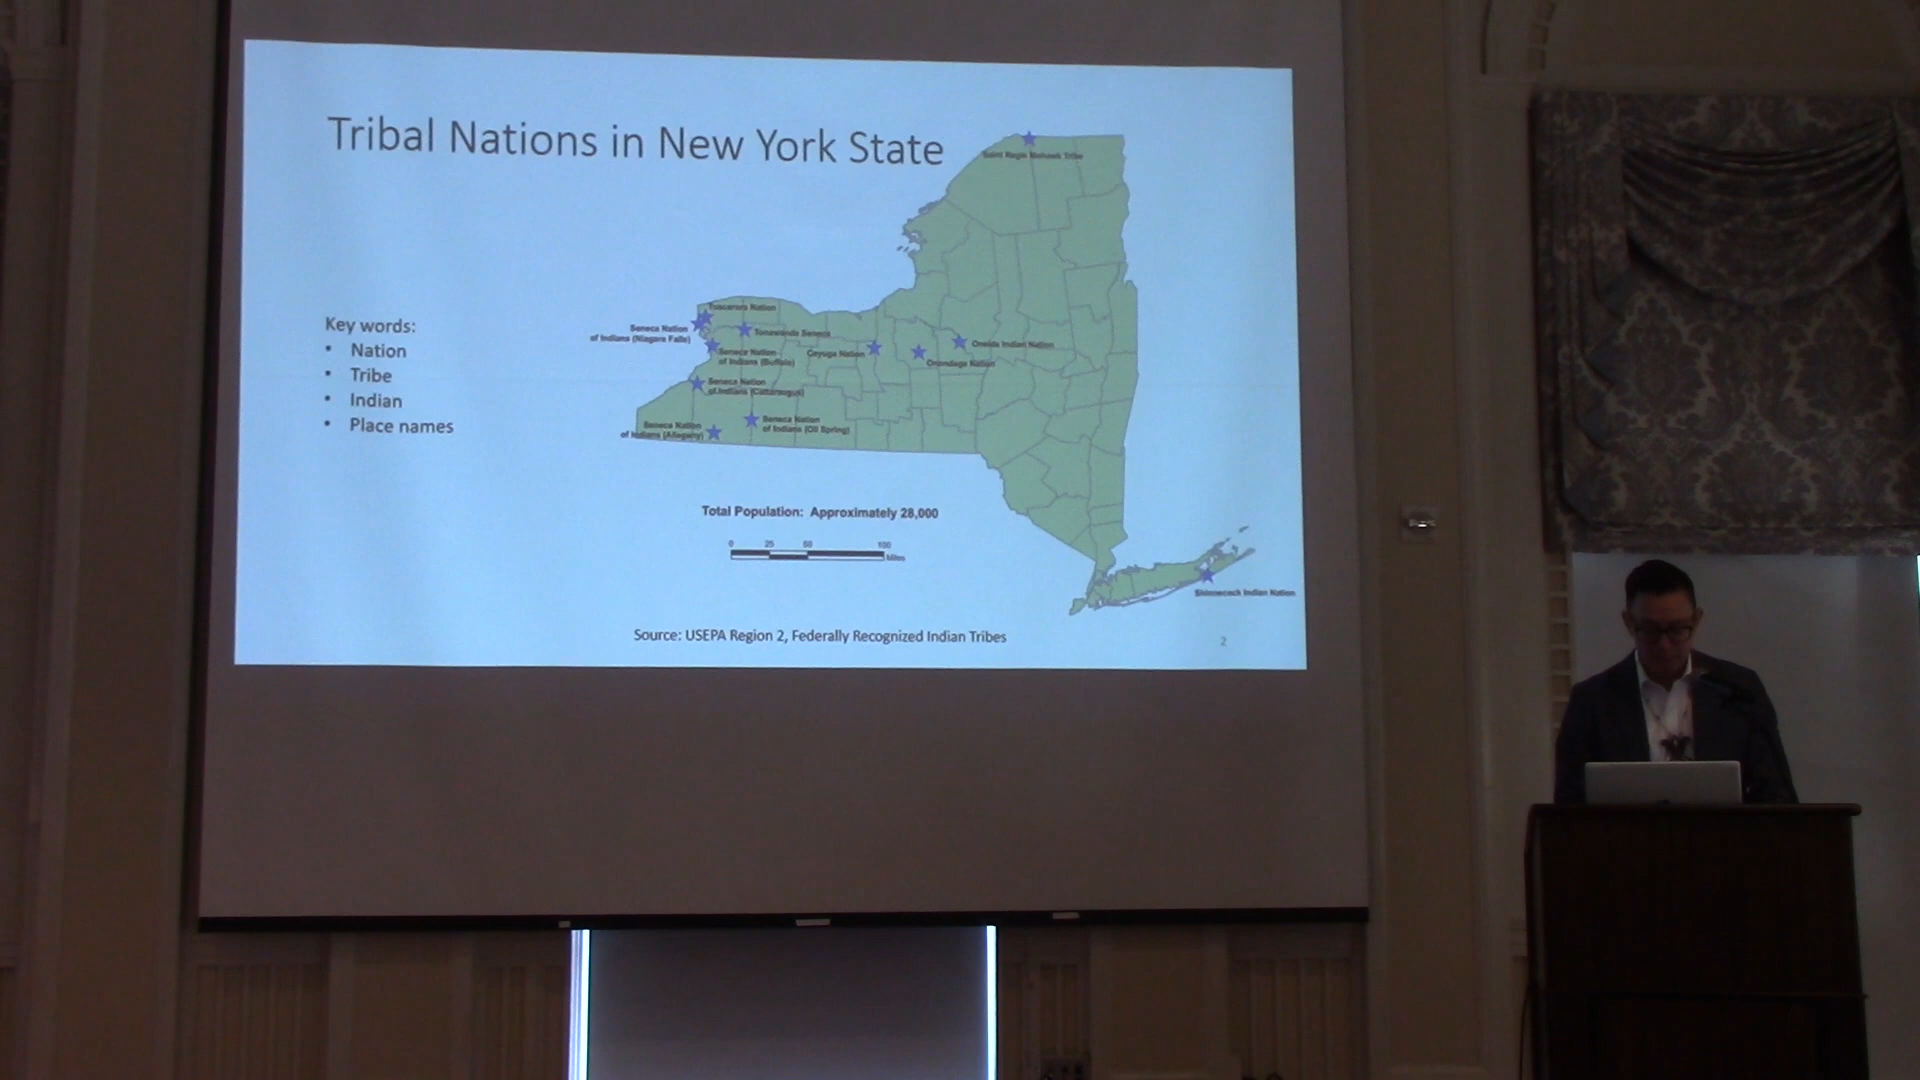 Tribal Nations in New York State
Saint Regis Mohawk Tribe
Key words:
• Nation
• Tribe
• Indian
• Place names
Tuscarora Nation
Seneca Nation
of Indians (Niagara Falls)
Tonawanda Seneca
Seneca Nation
of Indians (Buffalo)
Cayuga Nation
Oneida Indian Nation
Onondaga Nation
Seneca Nation
of Indians (Cattaraugus)
Seneca Nation
of Indians (Oil Spring)
Seneca Nation
of Indians (Allegany)
Total Population: Approximately 28,000
0 25 50 100
Miles
Shinnecock Indian Nation
Source: USEPA Region 2, Federally Recognized Indian Tribes
2